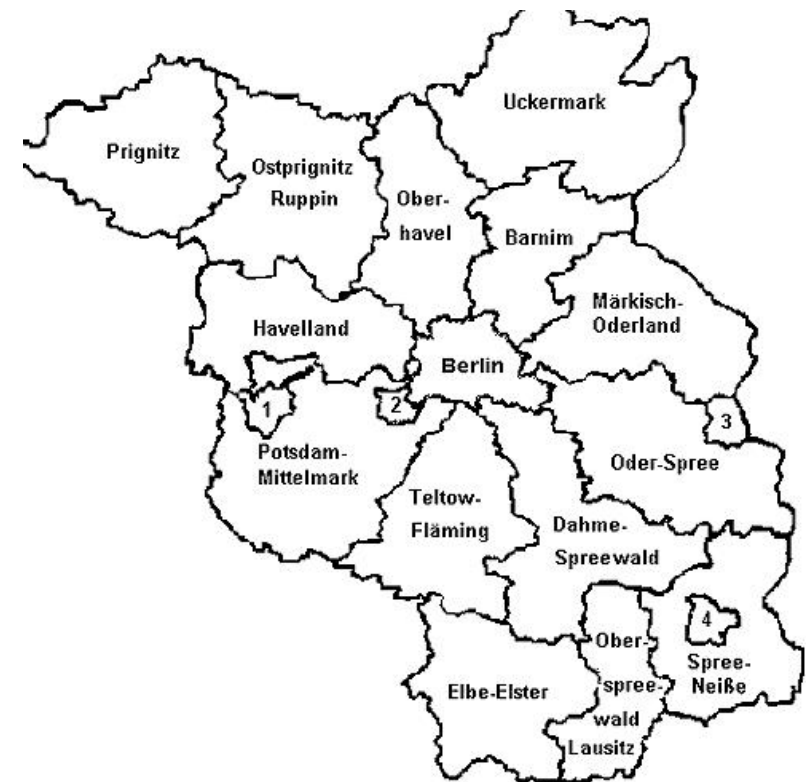 Uckermark
Prignitz
Ostprignitz
Ruppin
Ober-
havel
Barnim
Märkisch-
Oderland
Havelland
Berlin
1
2
3
Potsdam-
Mittelmark
Oder-Spree
Teltow-
Fläming
Dahme-
Spreewald
4
Ober-
spree-
wald
Lausitz
Spree-
Neiße
Elbe-Elster